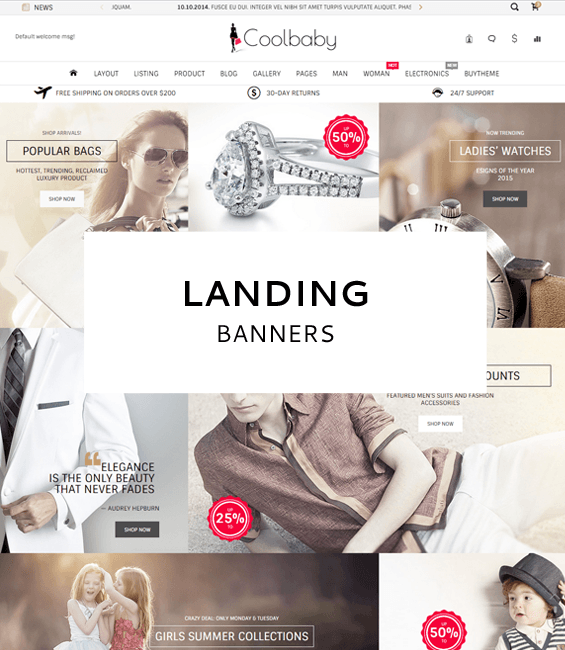 NEWS
JQUAM.
10.10.2014. FUSCE EU DUI. INTEGER VEL NIBH SIT AMET TURPIS VULPUTATE ALIQUET. PHAS
Default welcome msg!
Coolbaby
$
HOT
NEW
LAYOUT LISTING PRODUCT BLOG GALLERY PAGES MAN WOMAN ELECTRONICS BUYTHEME
FREE SHIPPING ON ORDERS OVER $200
$
30-DAY RETURNS
24/7 SUPPORT
SHOP ARRIVALS!
POPULAR BAGS
HOTTEST, TRENDING, RECLAIMED
LUXURY PRODUCT
SHOP NOW
UP
50%
TO
NOW TRENDING
LADIES' WATCHES
ESIGNS OF THE YEAR
2015
SHOP NOW
LANDING
BANNERS
OUNTS
FEATURED MEN'S SUITS AND FASHION
ACCESSORIES
SHOP NOW
“ELEGANCE
IS THE ONLY BEAUTY
THAT NEVER FADES
— AUDREY HEPBURN
SHOP NOW
UP
25%
TO
CRAZY DEAL: ONLY MONDAY & TUESDAY
GIRLS SUMMER COLLECTIONS
UP
50%
TO